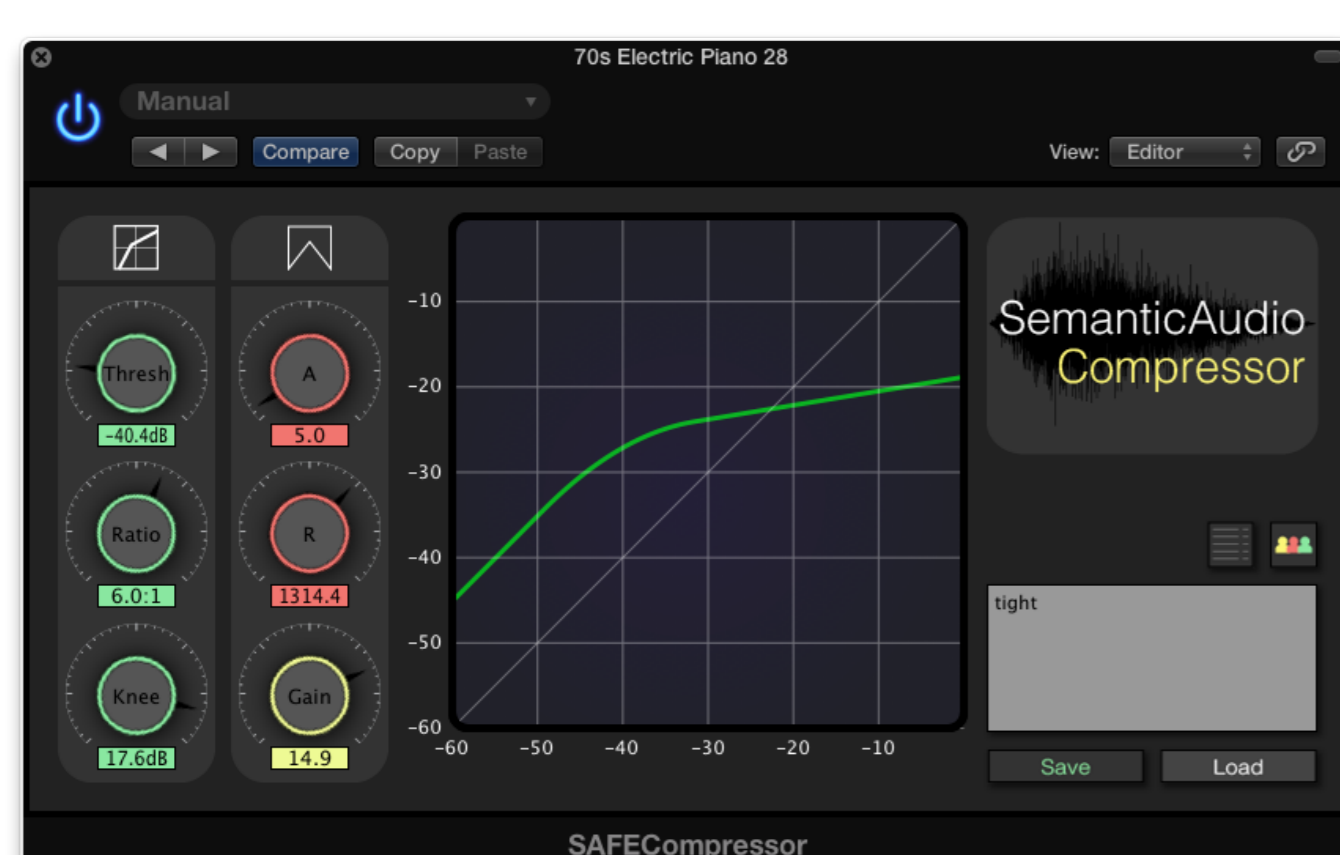 70s Electric Piano 28
Manual
Compare
Copy
Paste
View:
Editor
Thresh
-40.4dB
Ratio
6.0:1
Knee
17.6dB
A
5.0
R
1314.4
Gain
14.9
-10
-20
-30
-40
-50
-60
-60 -50 -40 -30 -20 -10
SemanticAudio
Compressor
tight
Save
Load
SAFECompressor